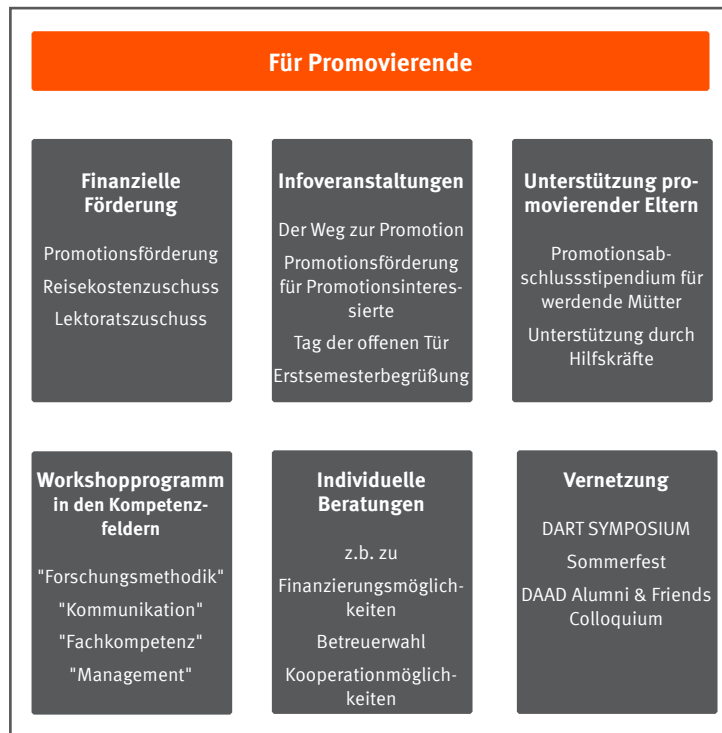 Für Promovierende
Finanzielle
Förderung
Promotionsförderung
Reisekostenzuschuss
Lektoratszuschuss
Infoveranstaltungen
Der Weg zur Promotion
Promotionsförderung
für Promotionsinteres-
sierte
Tag der offenen Tür
Erstsemesterbegrüßung
Unterstützung pro-
movierender Eltern
Promotionsab-
schlussstipendium für
werdende Mütter
Unterstützung durch
Hilfskräfte
Workshopprogramm
in den Kompetenz-
feldern
"Forschungsmethodik"
"Kommunikation"
"Fachkompetenz"
"Management"
Individuelle
Beratungen
z.b. zu
Finanzierungsmöglich-
keiten
Betreuerwahl
Kooperationmöglich-
keiten
Vernetzung
DART SYMPOSIUM
Sommerfest
DAAD Alumni & Friends
Colloquium